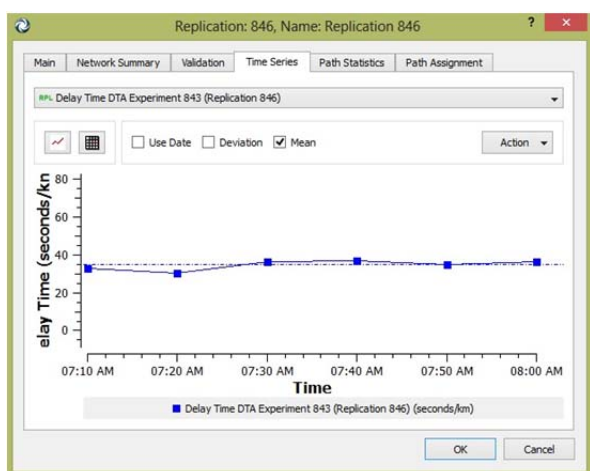 Replication: 846, Name: Replication 846 ? ×
Main Network Summary Validation Time Series Path Statistics Path Assignment
RPL Delay Time DTA Experiment 843 (Replication 846)
Use Date Deviation Mean Action
elay Time (seconds/kn
80
60
40
20
0
07:10 AM 07:20 AM 07:30 AM 07:40 AM 07:50 AM 08:00 AM
Time
Delay Time DTA Experiment 843 (Replication 846) (seconds/km)
OK Cancel